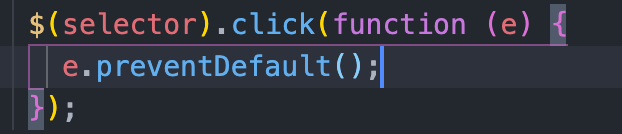 $(selector).click(function (e) {
e.preventDefault();
});